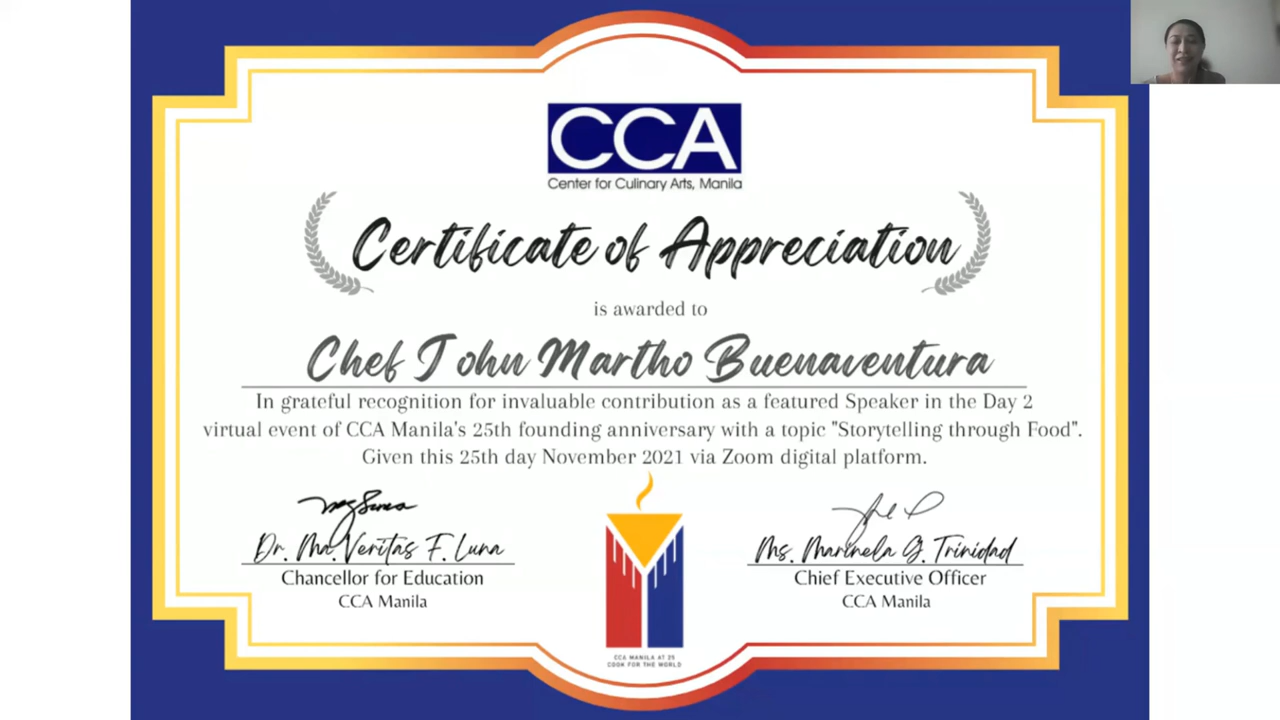 CCA
Center for Culinary Arts, Manila
Certificate of Appreciation
is awarded to
Chef John Martho Buenaventura
In grateful recognition for invaluable contribution as a featured Speaker in the Day 2
virtual event of CCA Manila's 25th founding anniversary with a topic "Storytelling through Food".
Given this 25th day November 2021 via Zoom digital platform.
Dr. Ma. Veritas F. Luna
Chancellor for Education
CCA Manila
Ms. Marinela G. Trinidad
Chief Executive Officer
CCA Manila
CCA MANILA AT 25
COOK FOR THE WORLD